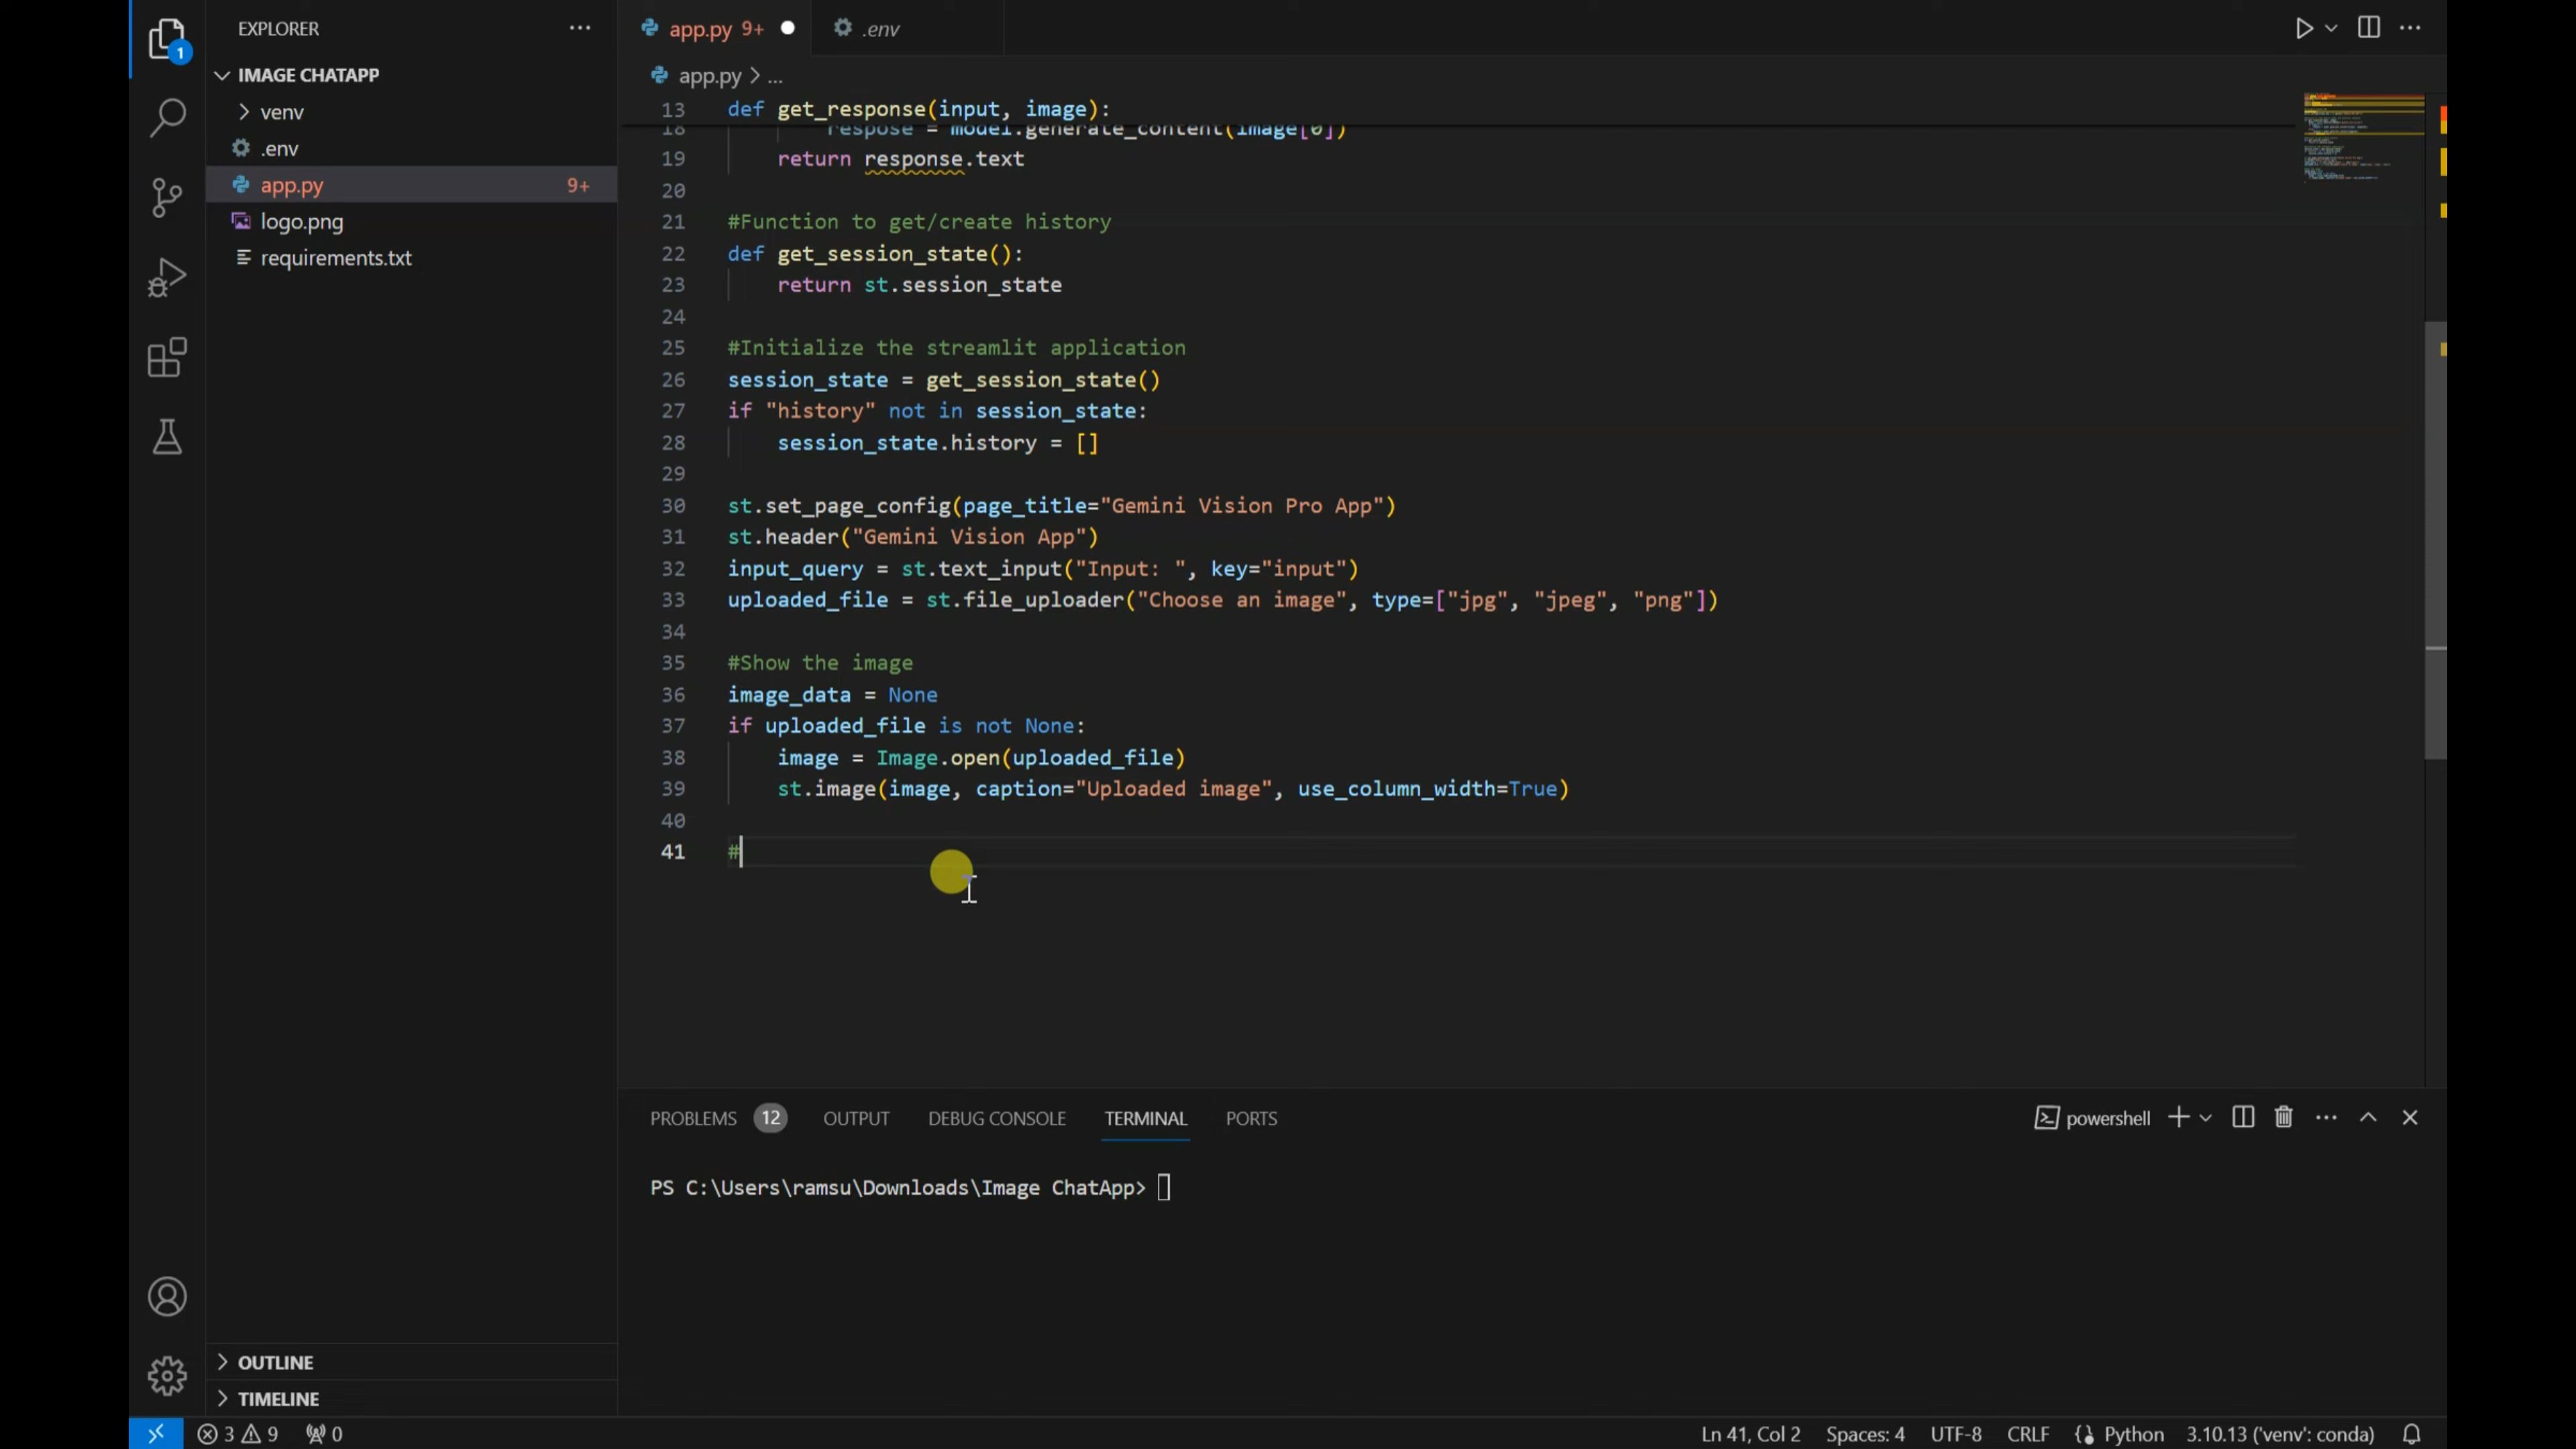 EXPLORER
IMAGE CHATAPP
venv
.env
app.py 9+
logo.png
requirements.txt
OUTLINE
TIMELINE
1
app.py 9+
.env
app.py > ...
13 def get_response(input, image):
18 respose = model.generate_content(image[0])
19 return response.text
20
21 #Function to get/create history
22 def get_session_state():
23 return st.session_state
24
25 #Initialize the streamlit application
26 session_state = get_session_state()
27 if "history" not in session_state:
28 session_state.history = []
29
30 st.set_page_config(page_title="Gemini Vision Pro App")
31 st.header("Gemini Vision App")
32 input_query = st.text_input("Input: ", key="input")
33 uploaded_file = st.file_uploader("Choose an image", type=["jpg", "jpeg", "png"])
34
35 #Show the image
36 image_data = None
37 if uploaded_file is not None:
38 image = Image.open(uploaded_file)
39 st.image(image, caption="Uploaded image", use_column_width=True)
40
41 #
PROBLEMS 12 OUTPUT DEBUG CONSOLE TERMINAL PORTS
powershell
PS C:\Users\ramsu\Downloads\Image ChatApp>
3 9 0
Ln 41, Col 2 Spaces: 4 UTF-8 CRLF Python 3.10.13 ('venv': conda)